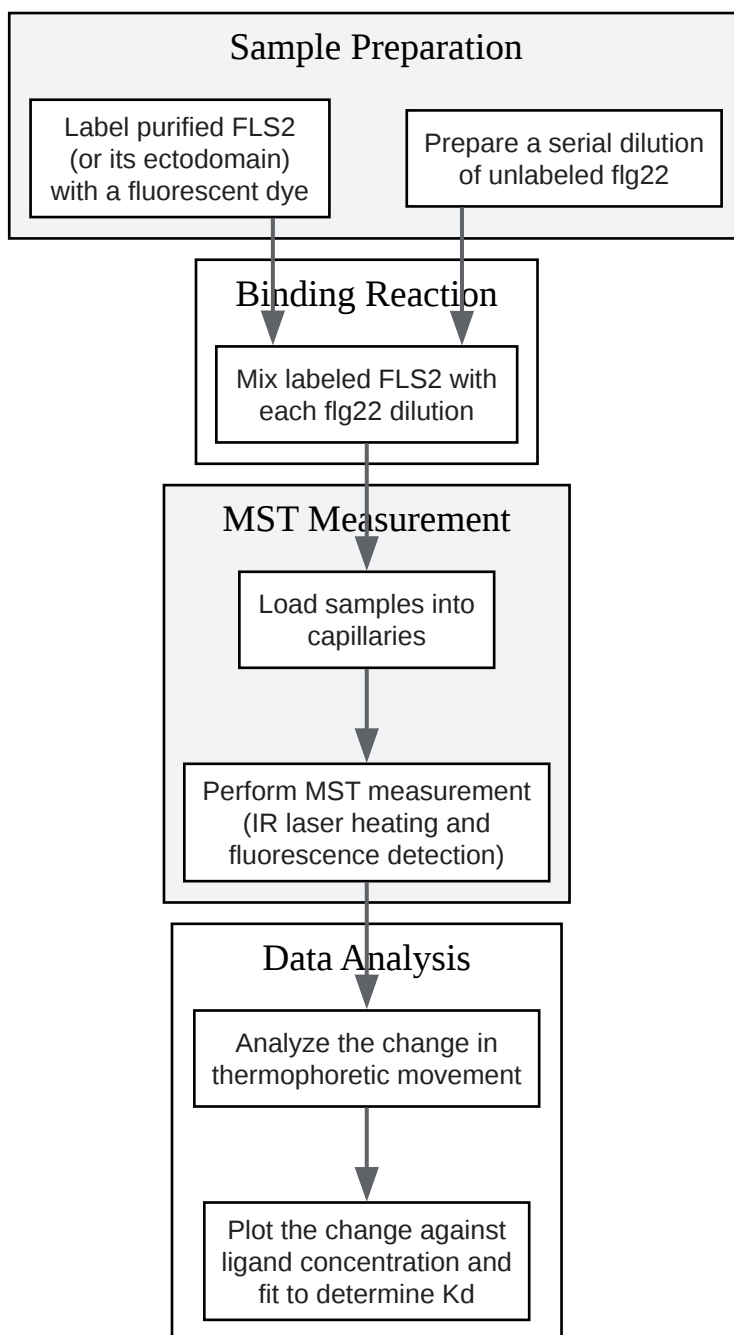 Sample Preparation
Label purified FLS2
(or its ectodomain)
with a fluorescent dye
Prepare a serial dilution
of unlabeled flg22
Binding Reaction
Mix labeled FLS2 with
each flg22 dilution
MST Measurement
Load samples into
capillaries
Perform MST measurement
(IR laser heating and
fluorescence detection)
Data Analysis
Analyze the change in
thermophoretic movement
Plot the change against
ligand concentration and
fit to determine Kd